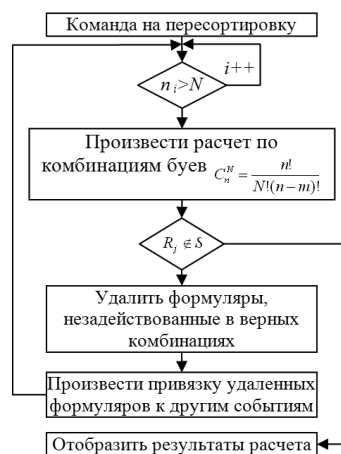 Команда на пересортировку
i++
n i>N
Произвести расчет по
комбинациям буев C_n^N = n! / N!(n−m)!
R_j ∉ S
Удалить формуляры,
незадействованные в верных
комбинациях
Произвести привязку удаленных
формуляров к другим событиям
Отобразить результаты расчета